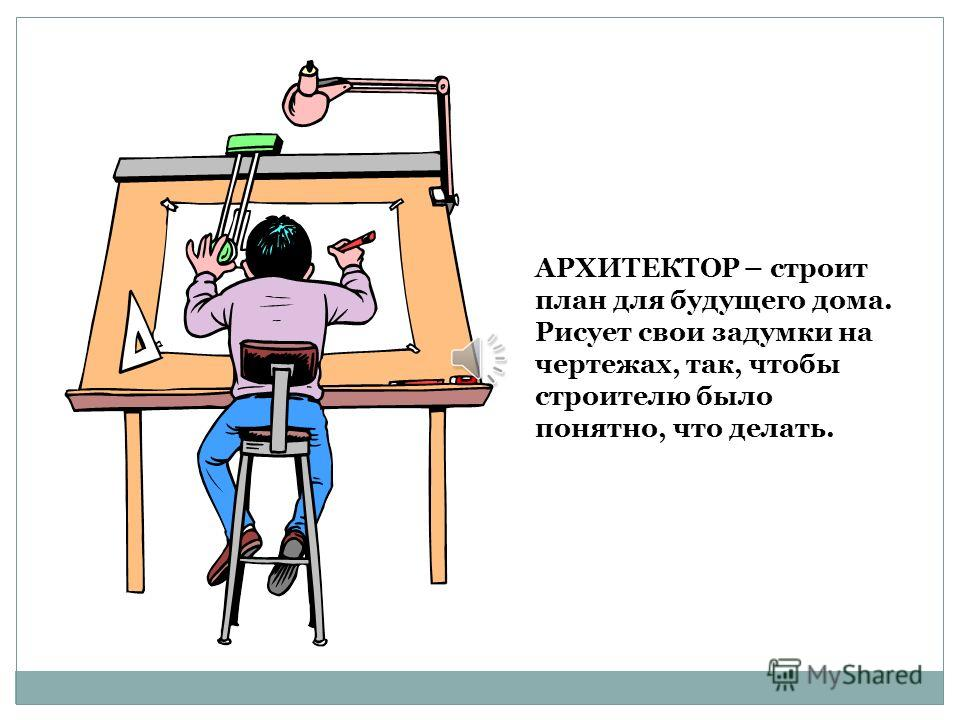 АРХИТЕКТОР – строит
план для будущего дома.
Рисует свои задумки на
чертежах, так, чтобы
строителю было
понятно, что делать.
MyShared